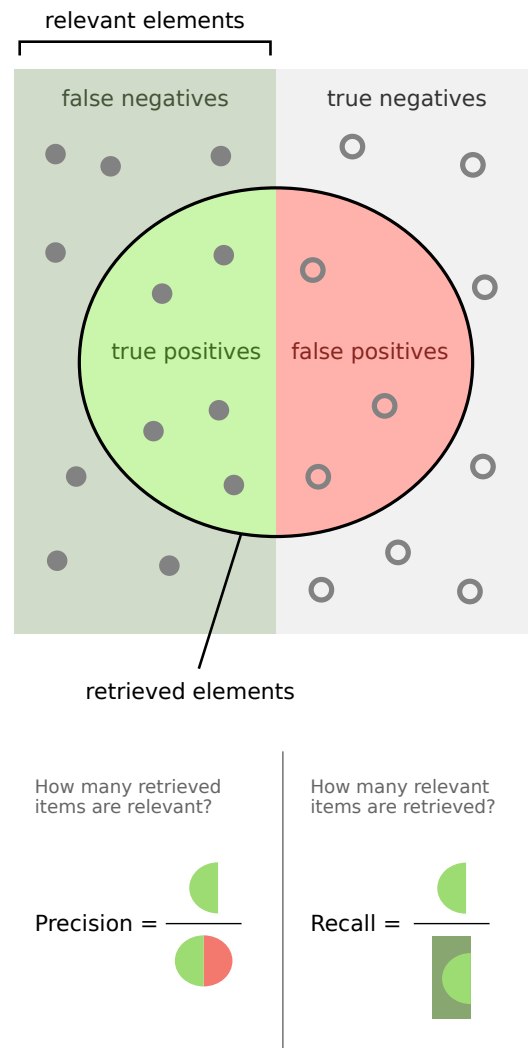 relevant elements
false negatives
true negatives
true positives
false positives
retrieved elements
How many retrieved
items are relevant?
Precision =
How many relevant
items are retrieved?
Recall =